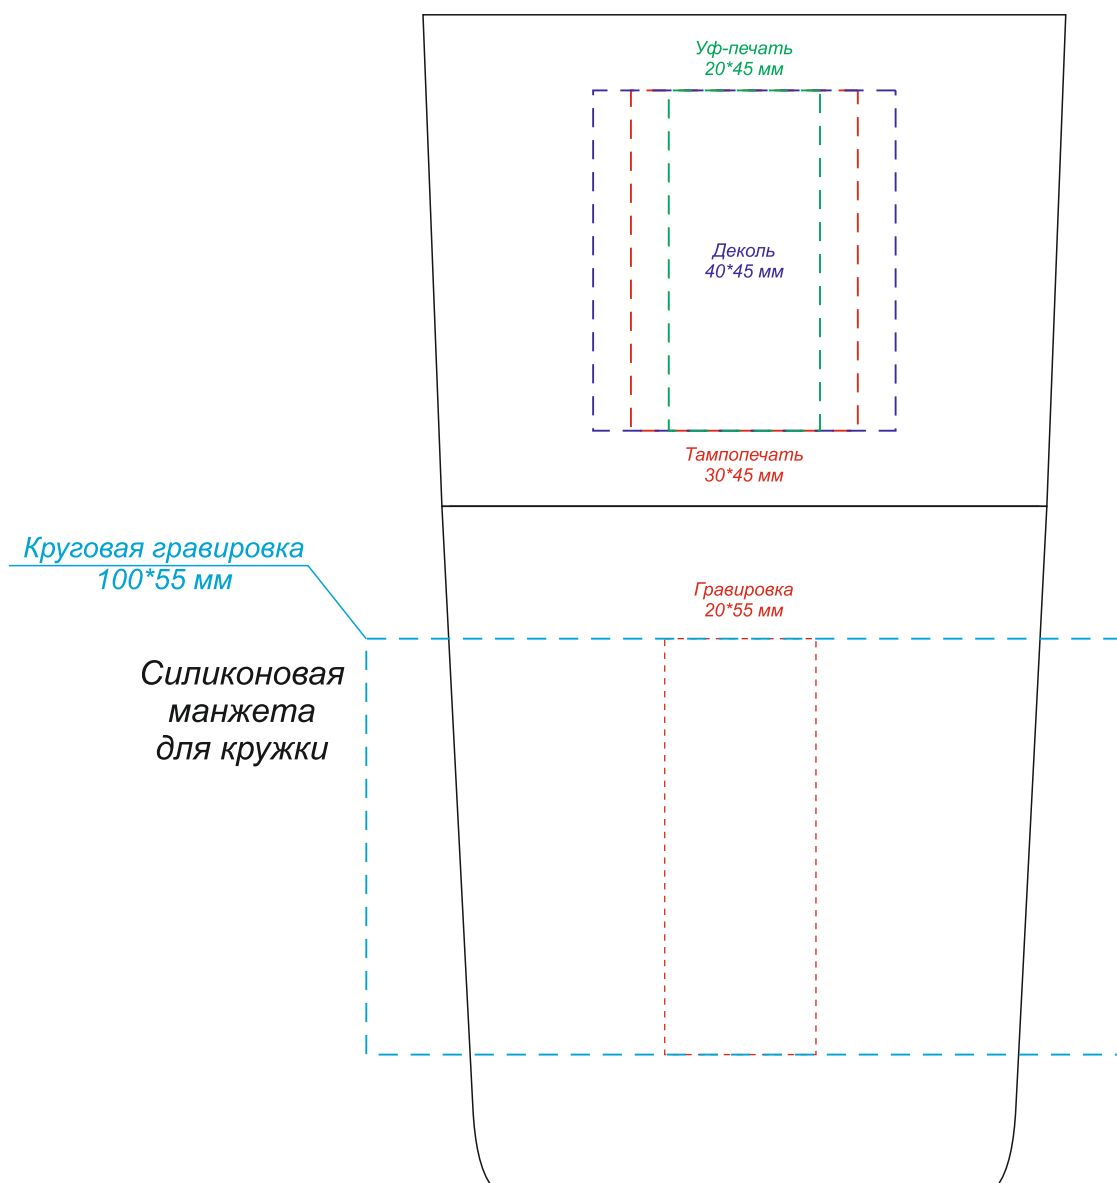 Уф-печать
20*45 мм
Деколь
40*45 мм
Тампопечать
30*45 мм
Круговая гравировка
100*55 мм
Гравировка
20*55 мм
Силиконовая
манжета
для кружки